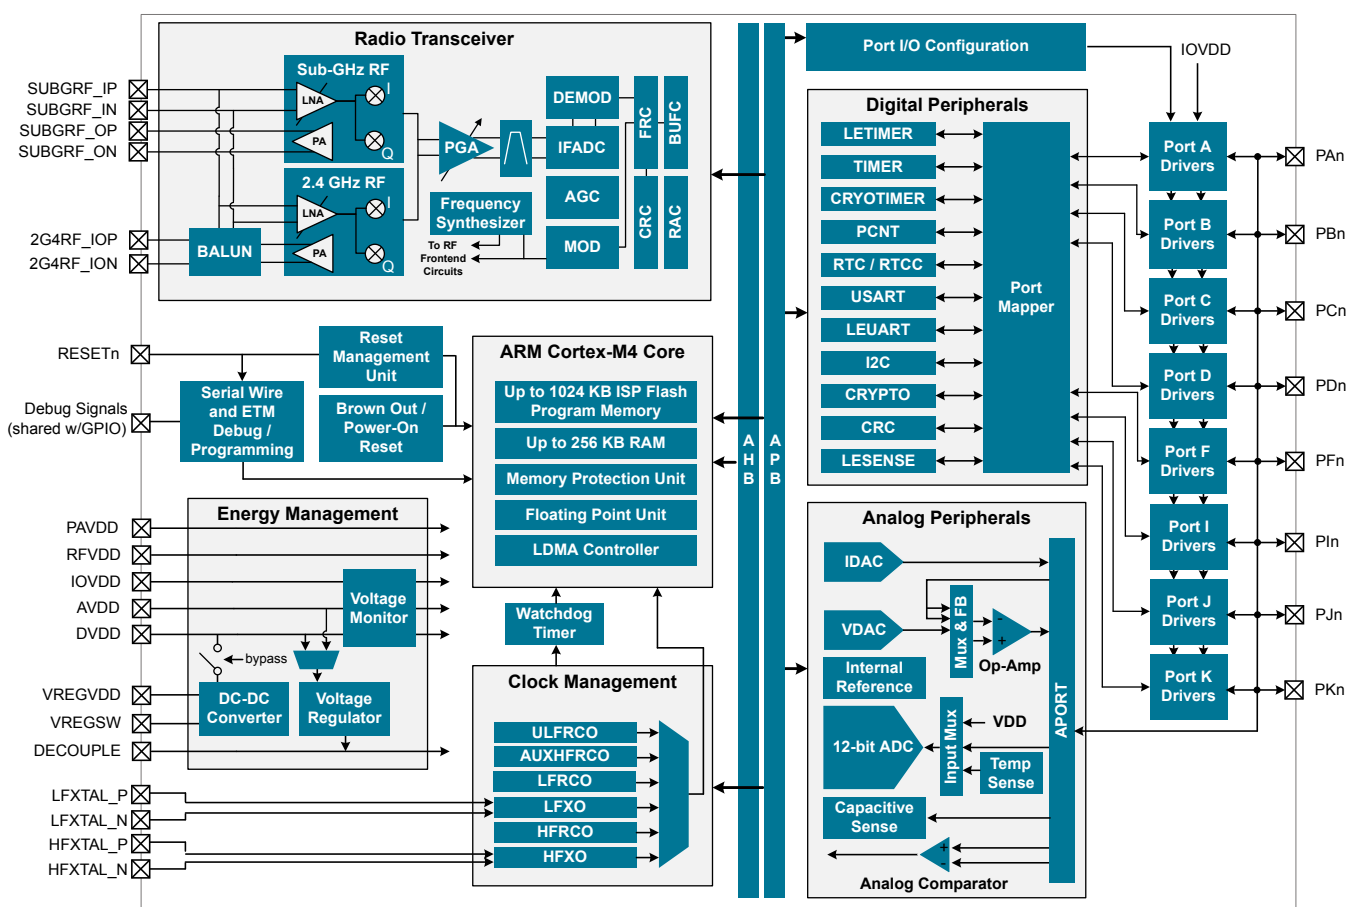 Radio Transceiver
SUBGRF_IP
SUBGRF_IN
SUBGRF_OP
SUBGRF_ON
2G4RF_IOP
2G4RF_ION
Sub-GHz RF
LNA
I
PA
Q
2.4 GHz RF
LNA
I
PA
Q
BALUN
PGA
Frequency
Synthesizer
To RF
Frontend
Circuits
DEMOD
IFADC
AGC
MOD
FRC
BUFC
CRC
RAC
RESETn
Debug Signals
(shared w/GPIO)
Reset
Management
Unit
Serial Wire
and ETM
Debug /
Programming
Brown Out /
Power-On
Reset
ARM Cortex-M4 Core
Up to 1024 KB ISP Flash
Program Memory
Up to 256 KB RAM
Memory Protection Unit
Floating Point Unit
LDMA Controller
Watchdog
Timer
Energy Management
PAVDD
RFVDD
IOVDD
AVDD
DVDD
VREGVDD
VREGSW
DECOUPLE
Voltage
Monitor
bypass
DC-DC
Converter
Voltage
Regulator
Clock Management
ULFRCO
AUXHFRCO
LFRCO
LFXO
HFRCO
HFXO
LFXTAL_P
LFXTAL_N
HFXTAL_P
HFXTAL_N
A
H
B
A
P
B
Port I/O Configuration
IOVDD
Digital Peripherals
LETIMER
TIMER
CRYOTIMER
PCNT
RTC / RTCC
USART
LEUART
I2C
CRYPTO
CRC
LESENSE
Port
Mapper
Analog Peripherals
IDAC
VDAC
Mux & FB
-
+
Op-Amp
Internal
Reference
12-bit ADC
Input Mux
VDD
Temp
Sense
Capacitive
Sense
+
-
Analog Comparator
APORT
Port A
Drivers
Port B
Drivers
Port C
Drivers
Port D
Drivers
Port F
Drivers
Port I
Drivers
Port J
Drivers
Port K
Drivers
PAn
PBn
PCn
PDn
PFn
PIn
PJn
PKn